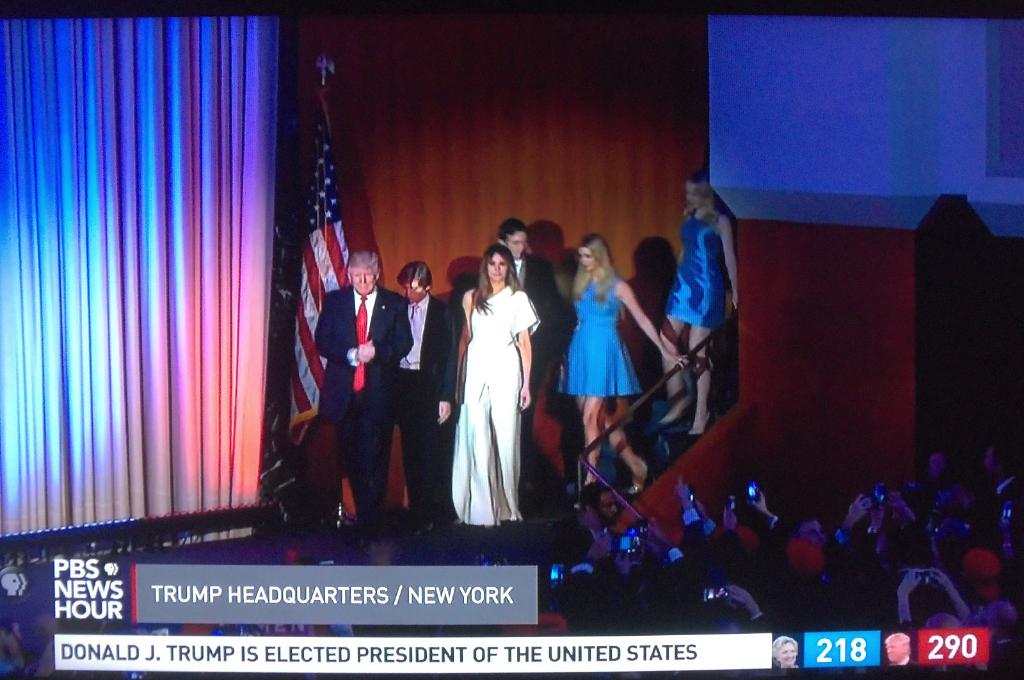 PBS
NEWS
HOUR
TRUMP HEADQUARTERS / NEW YORK
DONALD J. TRUMP IS ELECTED PRESIDENT OF THE UNITED STATES
218
290